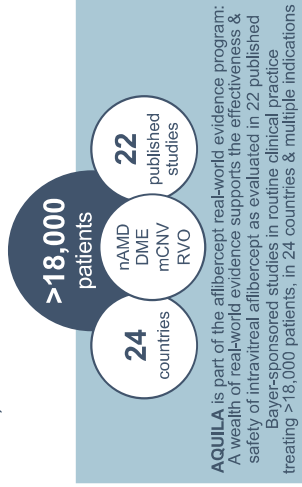 >18,000
patients
24
countries
nAMD
DME
mCNV
RVO
22
published
studies
AQUILA is part of the aflibercept real-world evidence program:
A wealth of real-world evidence supports the effectiveness &
safety of intravitreal aflibercept as evaluated in 22 published
Bayer-sponsored studies in routine clinical practice
treating >18,000 patients, in 24 countries & multiple indications